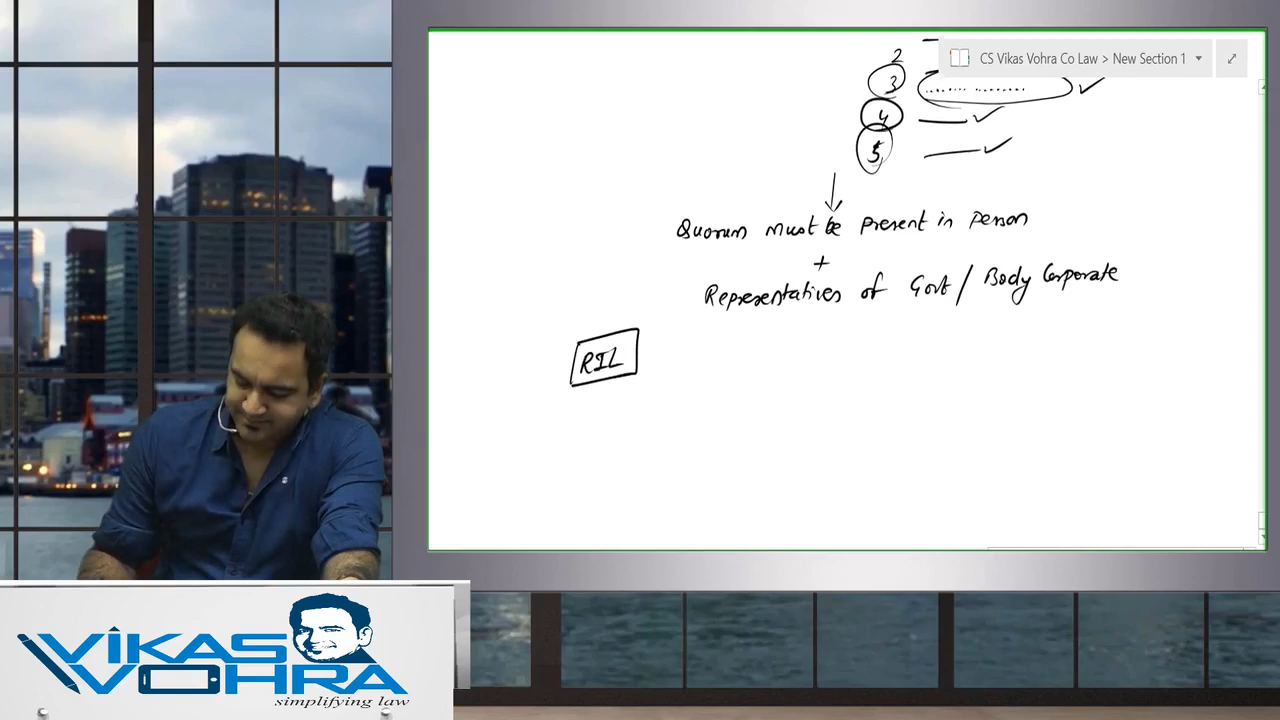 CS Vikas Vohra Co Law > New Section 1
2
3
4
5
Quorum must be present in person
+
Representatives of Govt / Body Corporate
RIL
VIKAS
VOHRA
simplifying law